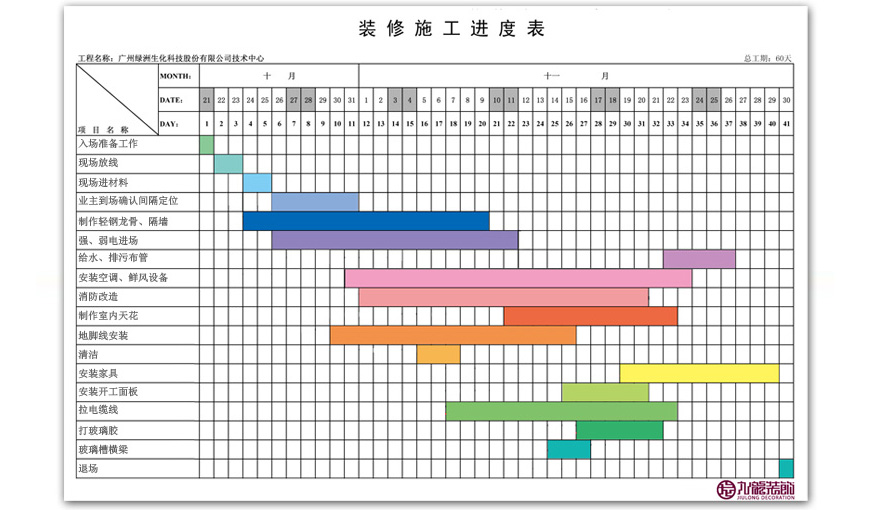 装修施工进度表
工程名称：广州绿洲生化科技股份有限公司技术中心 总工期：60天
MONTH: 十 月 十一 月
DATE: 21 22 23 24 25 26 27 28 29 30 31 1 2 3 4 5 6 7 8 9 10 11 12 13 14 15 16 17 18 19 20 21 22 23 24 25 26 27 28 29 30
项目名称 DAY: 1 2 3 4 5 6 7 8 9 10 11 12 13 14 15 16 17 18 19 20 21 22 23 24 25 26 27 28 29 30 31 32 33 34 35 36 37 38 39 40 41
入场准备工作
现场放线
现场进材料
业主到场确认间隔定位
制作轻钢龙骨、隔墙
强、弱电进场
给水、排污布管
安装空调、鲜风设备
消防改造
制作室内天花
地脚线安装
清洁
安装家具
安装开工面板
拉电缆线
打玻璃胶
玻璃槽横梁
退场
九龍装飾
JIULONG DECORATION